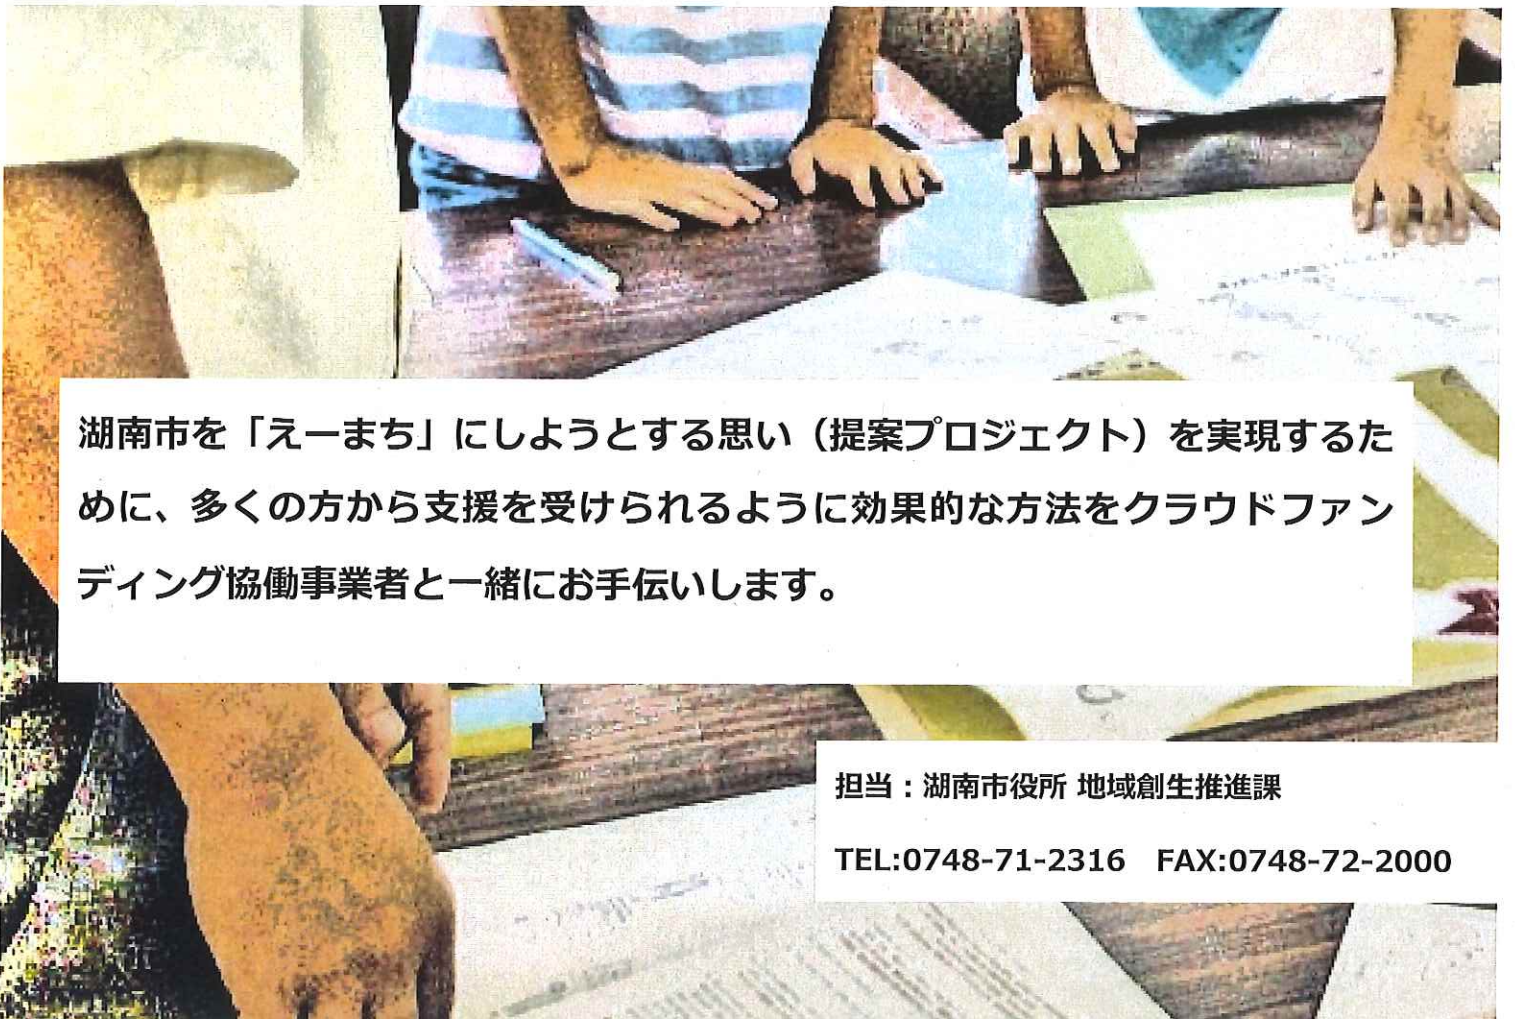 湖南市を「えーまち」にしようとする思い（提案プロジェクト）を実現するた
めに、多くの方から支援を受けられるように効果的な方法をクラウドファン
ディング協働事業者と一緒にお手伝いします。
担当：湖南市役所 地域創生推進課
TEL:0748-71-2316　FAX:0748-72-2000